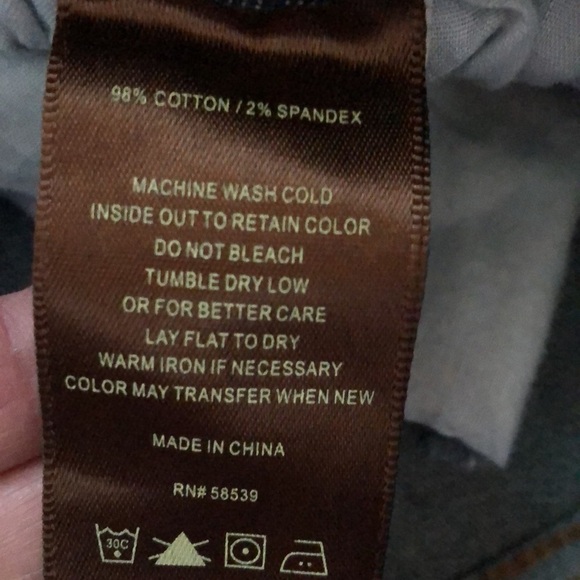 98% COTTON / 2% SPANDEX
MACHINE WASH COLD
INSIDE OUT TO RETAIN COLOR
DO NOT BLEACH
TUMBLE DRY LOW
OR FOR BETTER CARE
LAY FLAT TO DRY
WARM IRON IF NECESSARY
COLOR MAY TRANSFER WHEN NEW
MADE IN CHINA
RN# 58539
30C